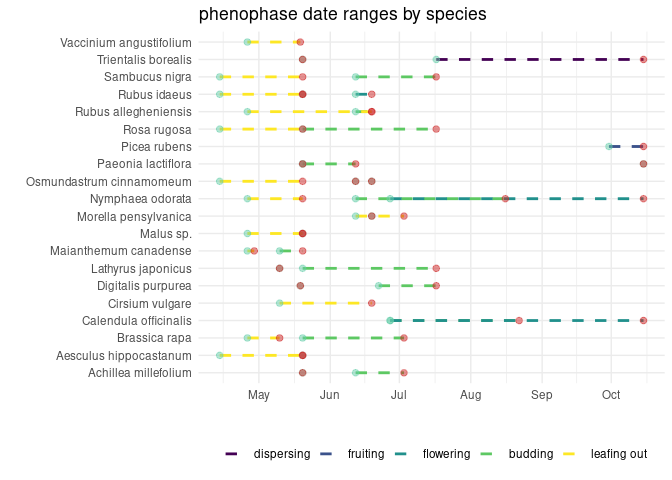 phenophase date ranges by species
Vaccinium angustifolium
Trientalis borealis
Sambucus nigra
Rubus idaeus
Rubus allegheniensis
Rosa rugosa
Picea rubens
Paeonia lactiflora
Osmundastrum cinnamomeum
Nymphaea odorata
Morella pensylvanica
Malus sp.
Maianthemum canadense
Lathyrus japonicus
Digitalis purpurea
Cirsium vulgare
Calendula officinalis
Brassica rapa
Aesculus hippocastanum
Achillea millefolium
May Jun Jul Aug Sep Oct
dispersing fruiting flowering budding leafing out